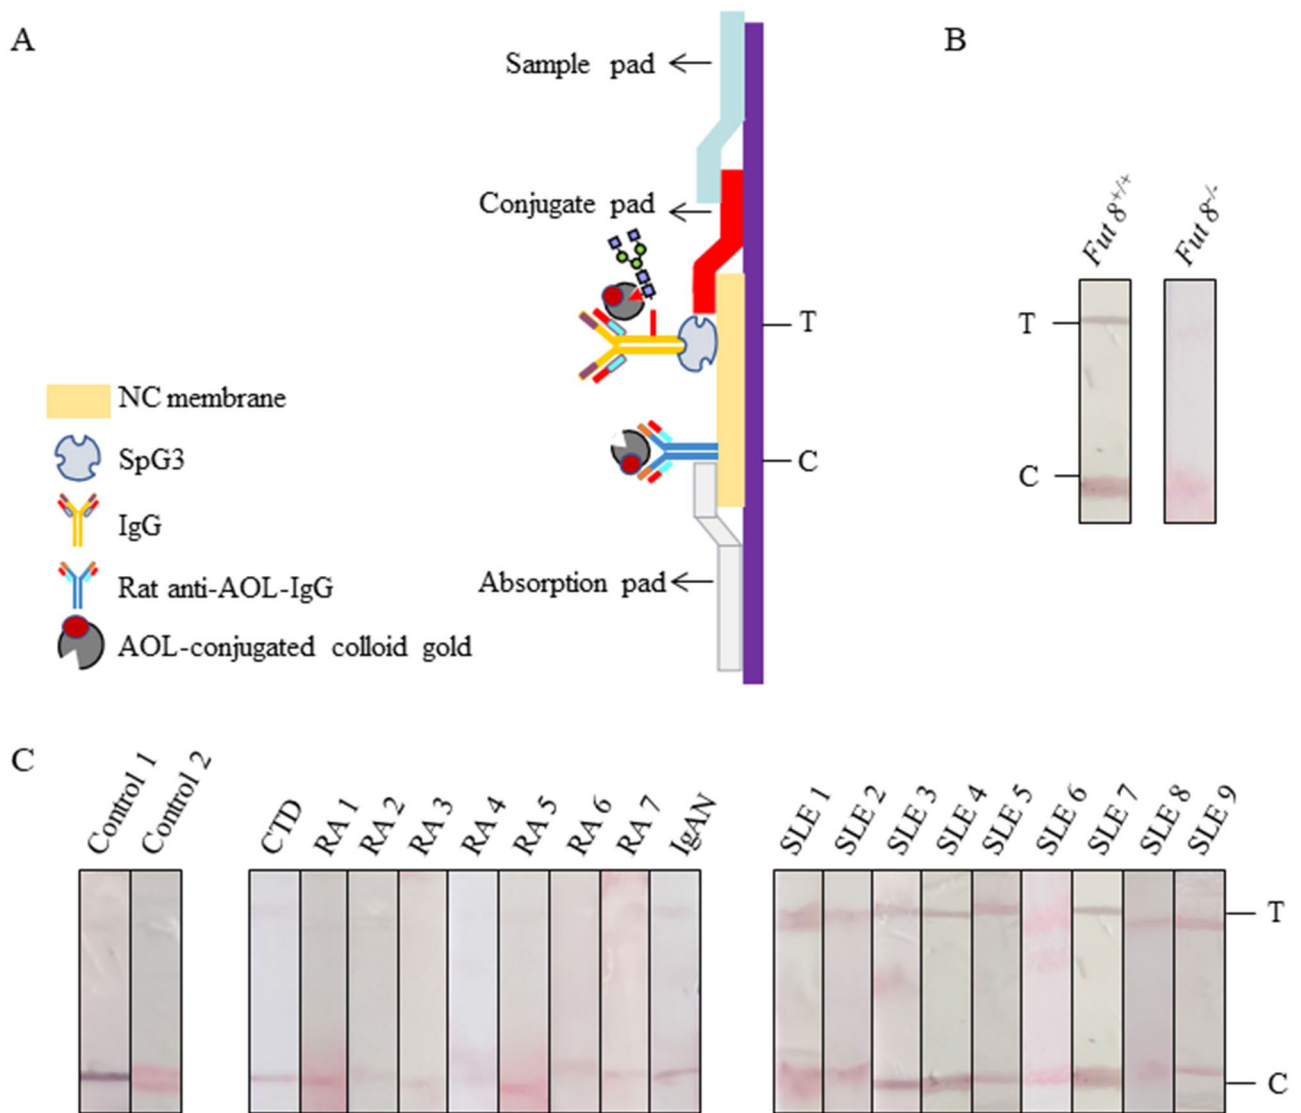 A
B
Sample pad
Conjugate pad
T
C
NC membrane
SpG3
IgG
Rat anti-AOL-IgG
AOL-conjugated colloid gold
Absorption pad
Fut 8+/+
Fut 8-/-
T
C
C
Control 1
Control 2
CTD
RA 1
RA 2
RA 3
RA 4
RA 5
RA 6
RA 7
IgAN
SLE 1
SLE 2
SLE 3
SLE 4
SLE 5
SLE 6
SLE 7
SLE 8
SLE 9
T
C